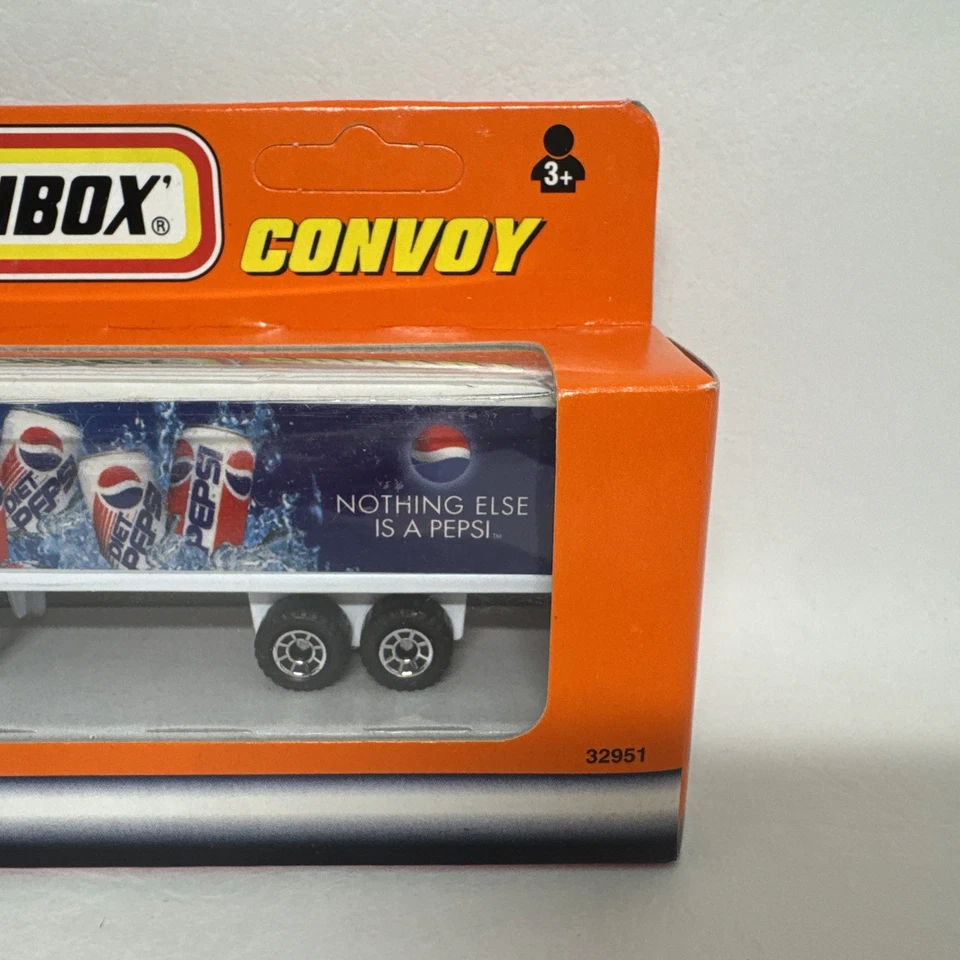 HBOX®
3+
CONVOY
DIET PEPSI
DIET PEPSI
PEPSI
NOTHING ELSE
IS A PEPSI™
32951